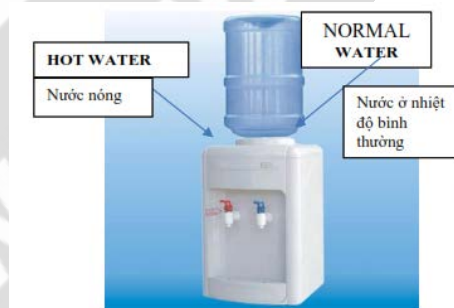 HOT WATER
Nước nóng
NORMAL
WATER
Nước ở nhiệt
độ bình
thường